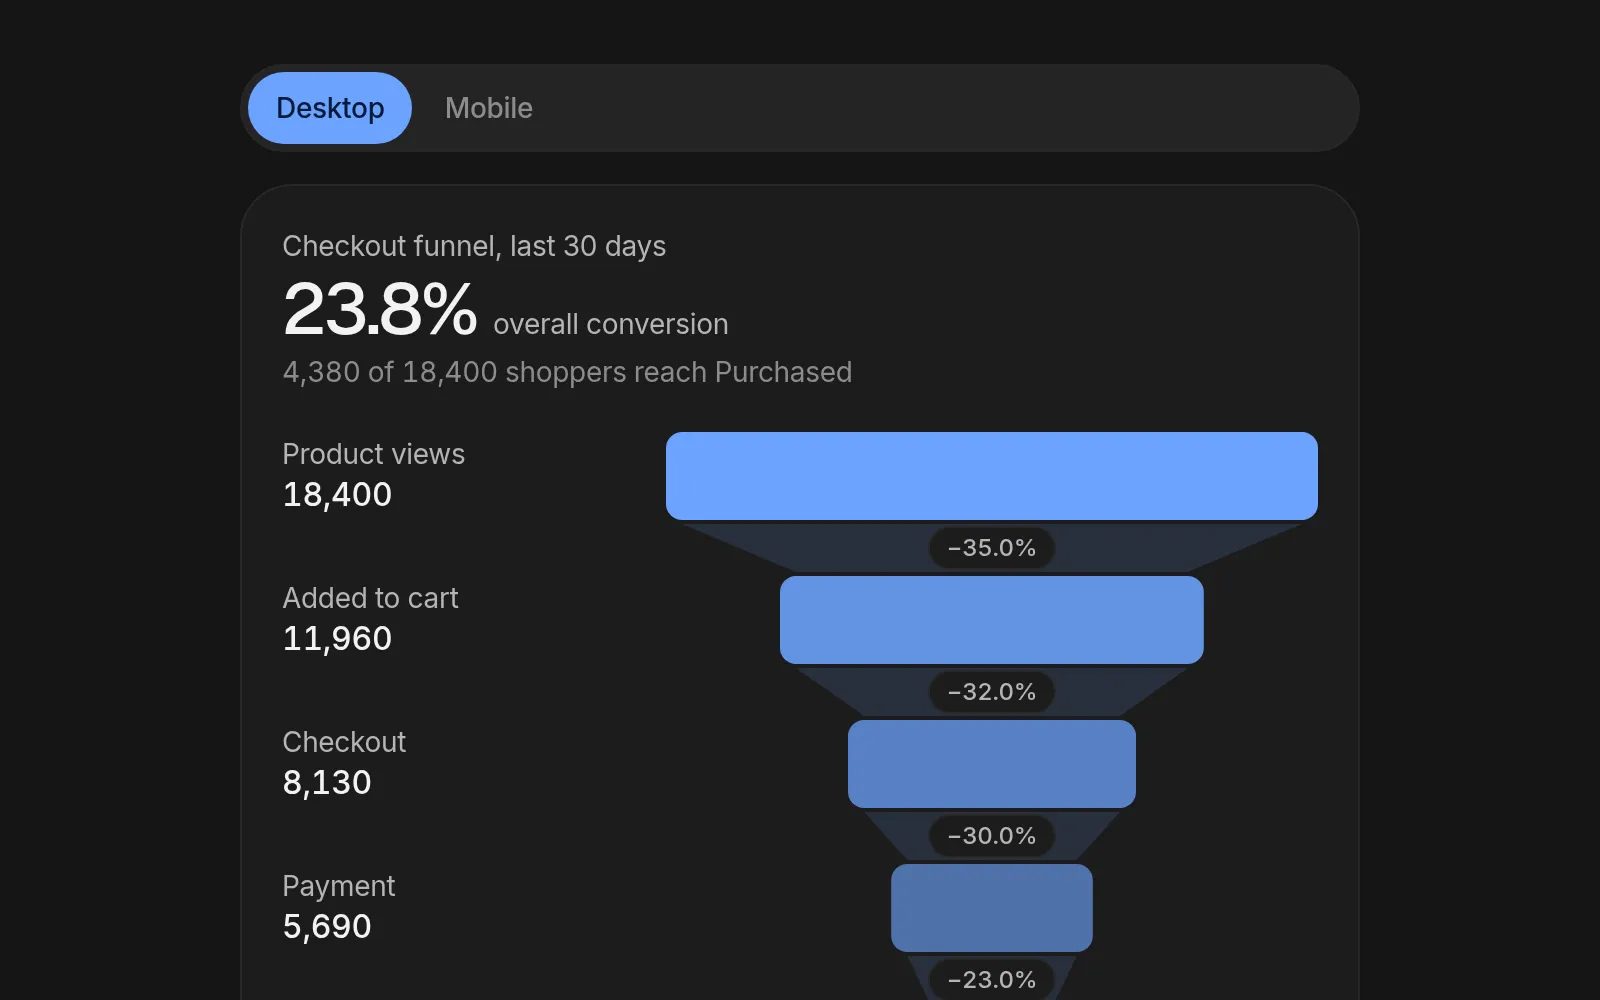 Desktop Mobile
Checkout funnel, last 30 days
23.8% overall conversion
4,380 of 18,400 shoppers reach Purchased
Product views
18,400
−35.0%
Added to cart
11,960
−32.0%
Checkout
8,130
−30.0%
Payment
5,690
−23.0%